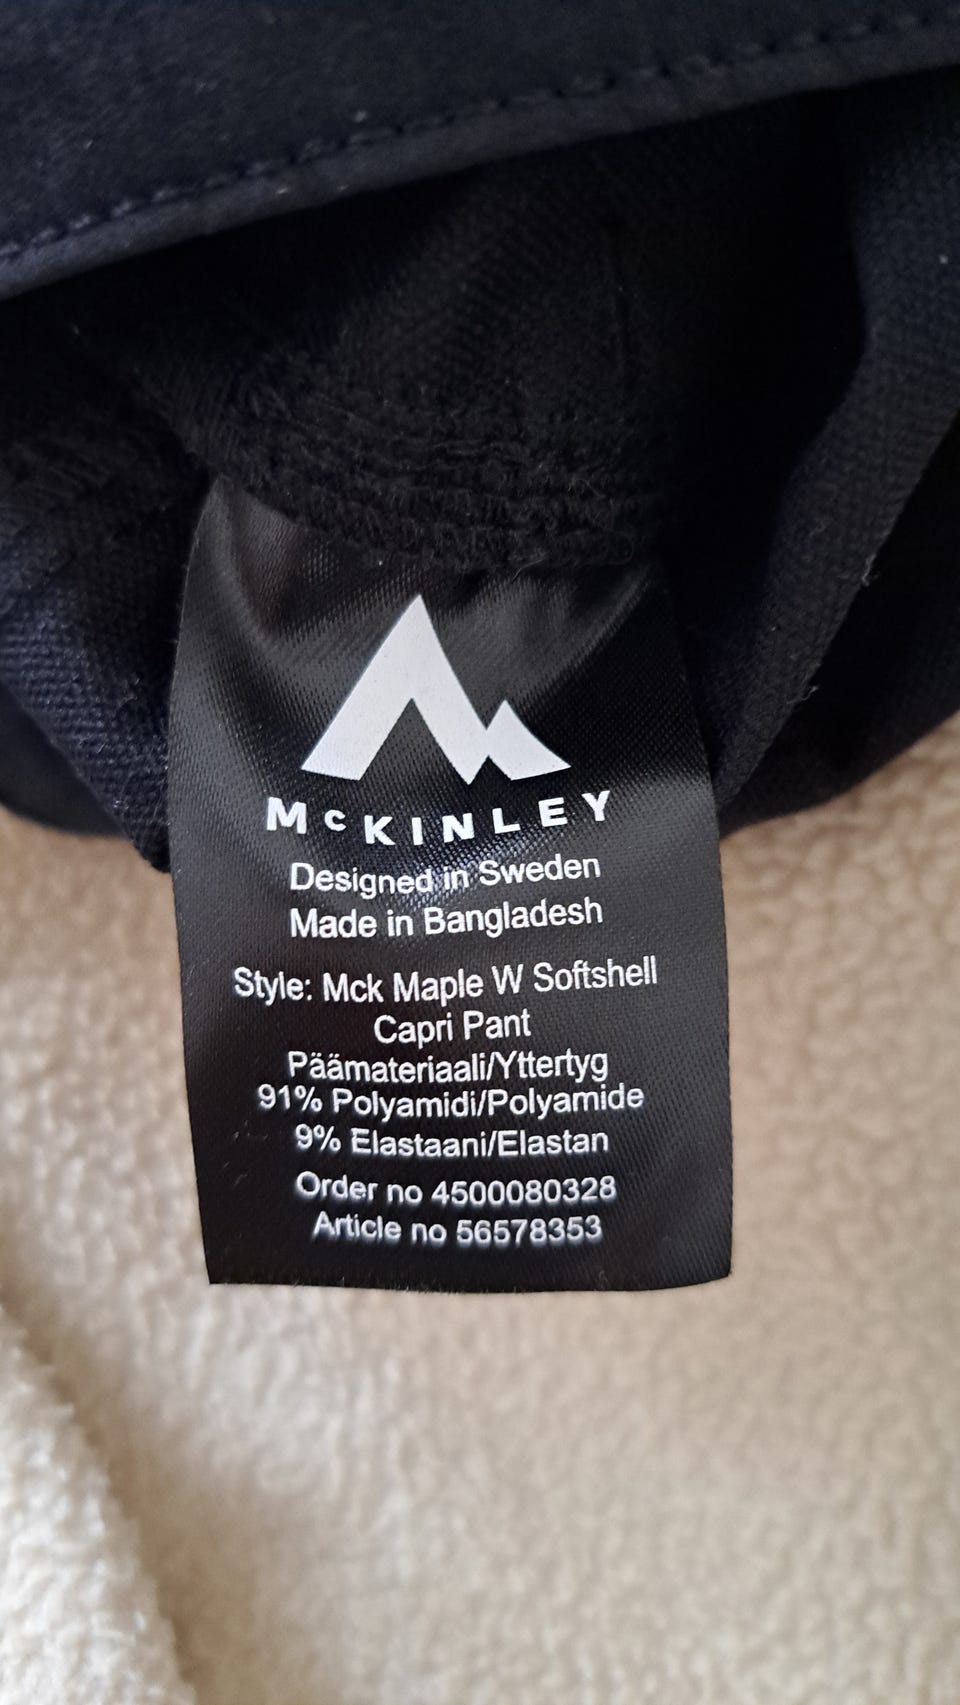 McKINLEY
Designed in Sweden
Made in Bangladesh
Style: Mck Maple W Softshell
Capri Pant
Päämateriaali/Yttertyg
91% Polyamidi/Polyamide
9% Elastaani/Elastan
Order no 4500080328
Article no 56578353